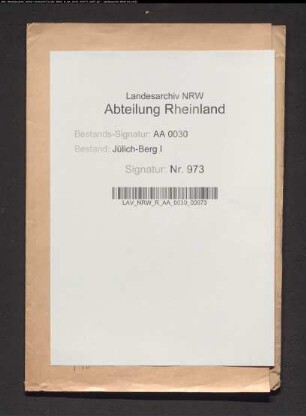 Landesarchiv NRW
Abteilung Rheinland
Bestands-Signatur: AA 0030
Bestand: Jülich-Berg I
Signatur: Nr. 973
LAV_NRW_R_AA_0030_00973